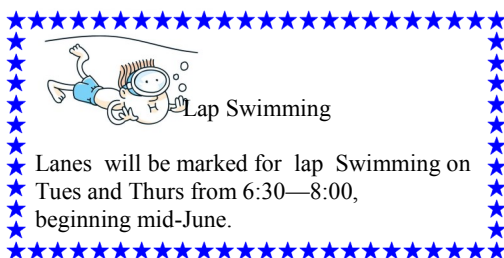 Lap Swimming
Lanes will be marked for lap Swimming on
Tues and Thurs from 6:30—8:00,
beginning mid-June.